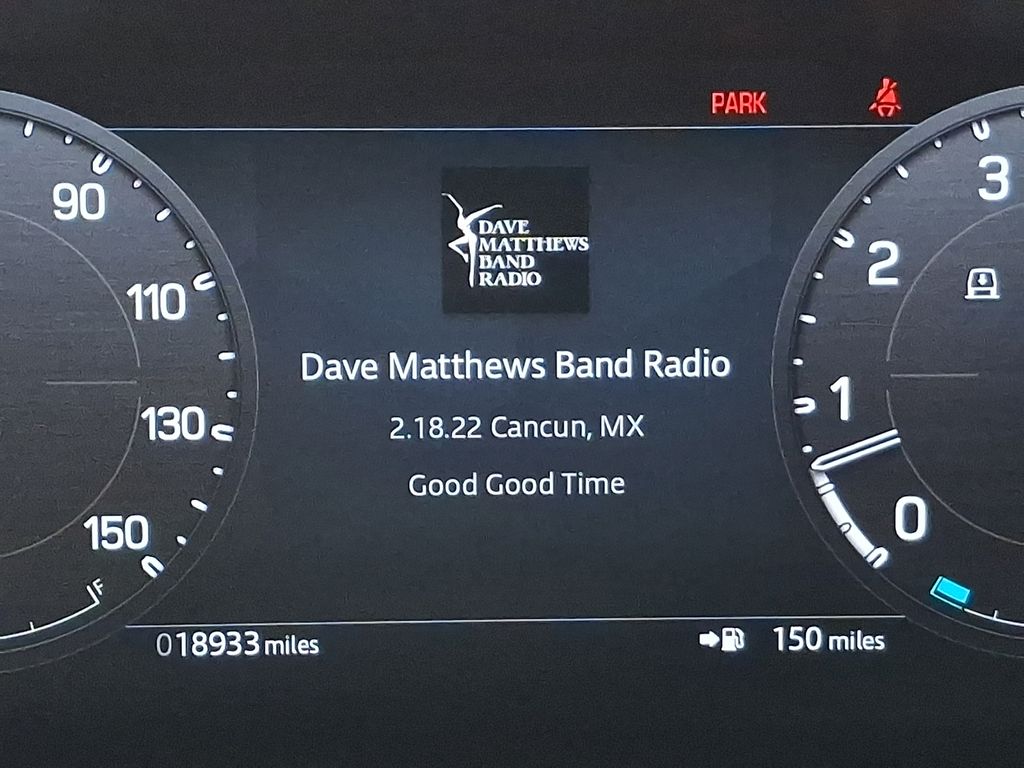 PARK
DAVE
MATTHEWS
BAND
RADIO
Dave Matthews Band Radio
2.18.22 Cancun, MX
Good Good Time
90
110
130
150
F
3
2
1
0
018933 miles
150 miles